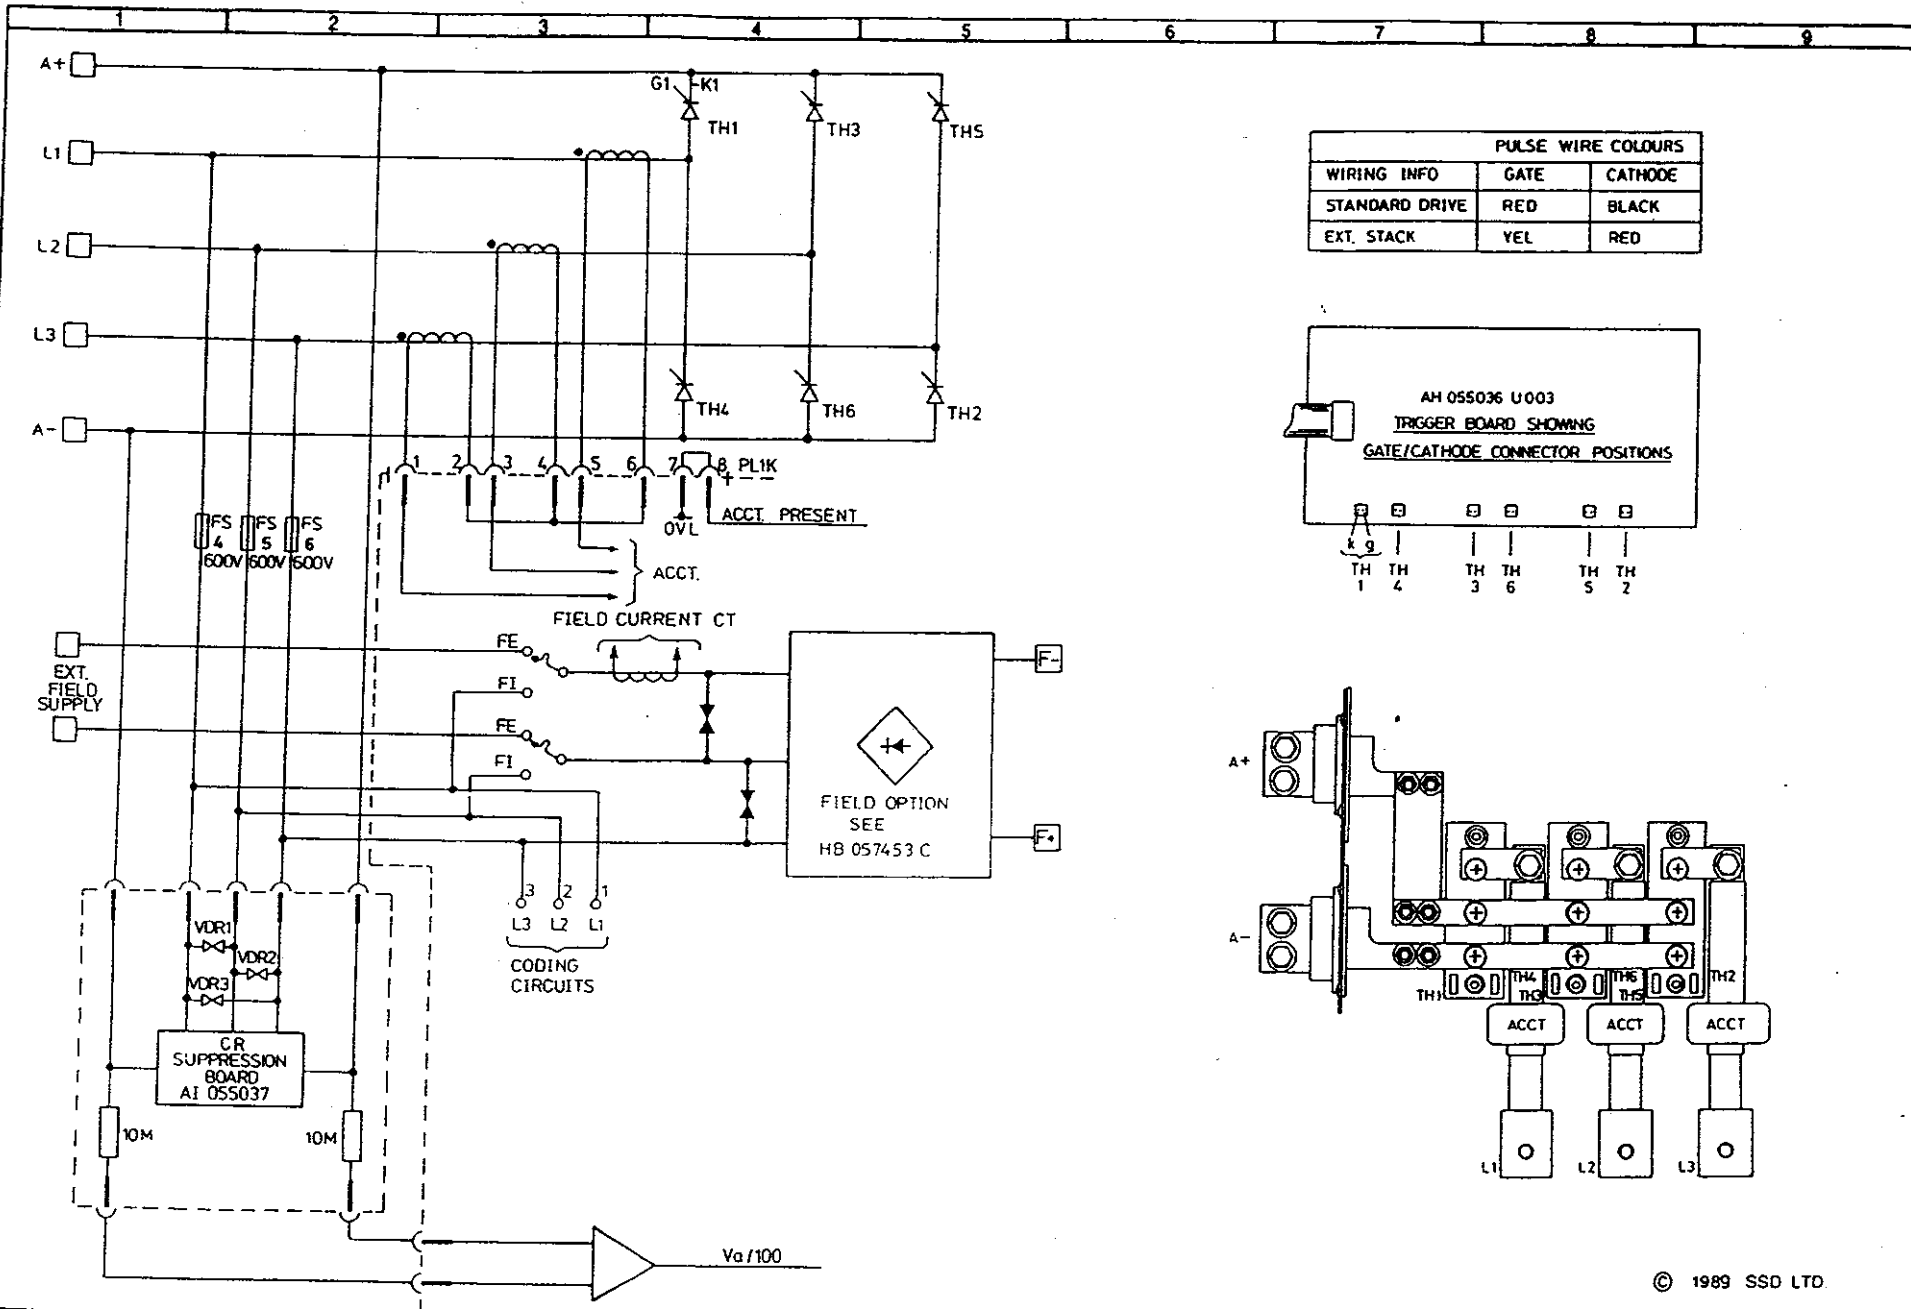 1 2 3 4 5 6 7 8 9
A+
G1 K1
TH1 TH3 TH5
L1
L2
L3
TH4 TH6 TH2
A-
1 2 3 4 5 6 7 8 PL1K
0VL
ACCT. PRESENT
FS 4 600V
FS 5 600V
FS 6 600V
ACCT.
FIELD CURRENT CT
EXT.
FIELD
SUPPLY
FE
FI
FE
FI
F-
F+
FIELD OPTION
SEE
HB 057453 C
3 2 1
L3 L2 L1
CODING
CIRCUITS
VDR1
VDR2
VDR3
CR
SUPPRESSION
BOARD
AI 055037
10M 10M
Va/100
PULSE WIRE COLOURS
WIRING INFO GATE CATHODE
STANDARD DRIVE RED BLACK
EXT. STACK YEL RED
AH 055036 U003
TRIGGER BOARD SHOWING
GATE/CATHODE CONNECTOR POSITIONS
k g
TH TH TH TH TH TH
1 4 3 6 5 2
A+
A-
TH1 TH4 TH3 TH6 TH5 TH2
ACCT ACCT ACCT
L1 L2 L3
© 1989 SSD LTD.